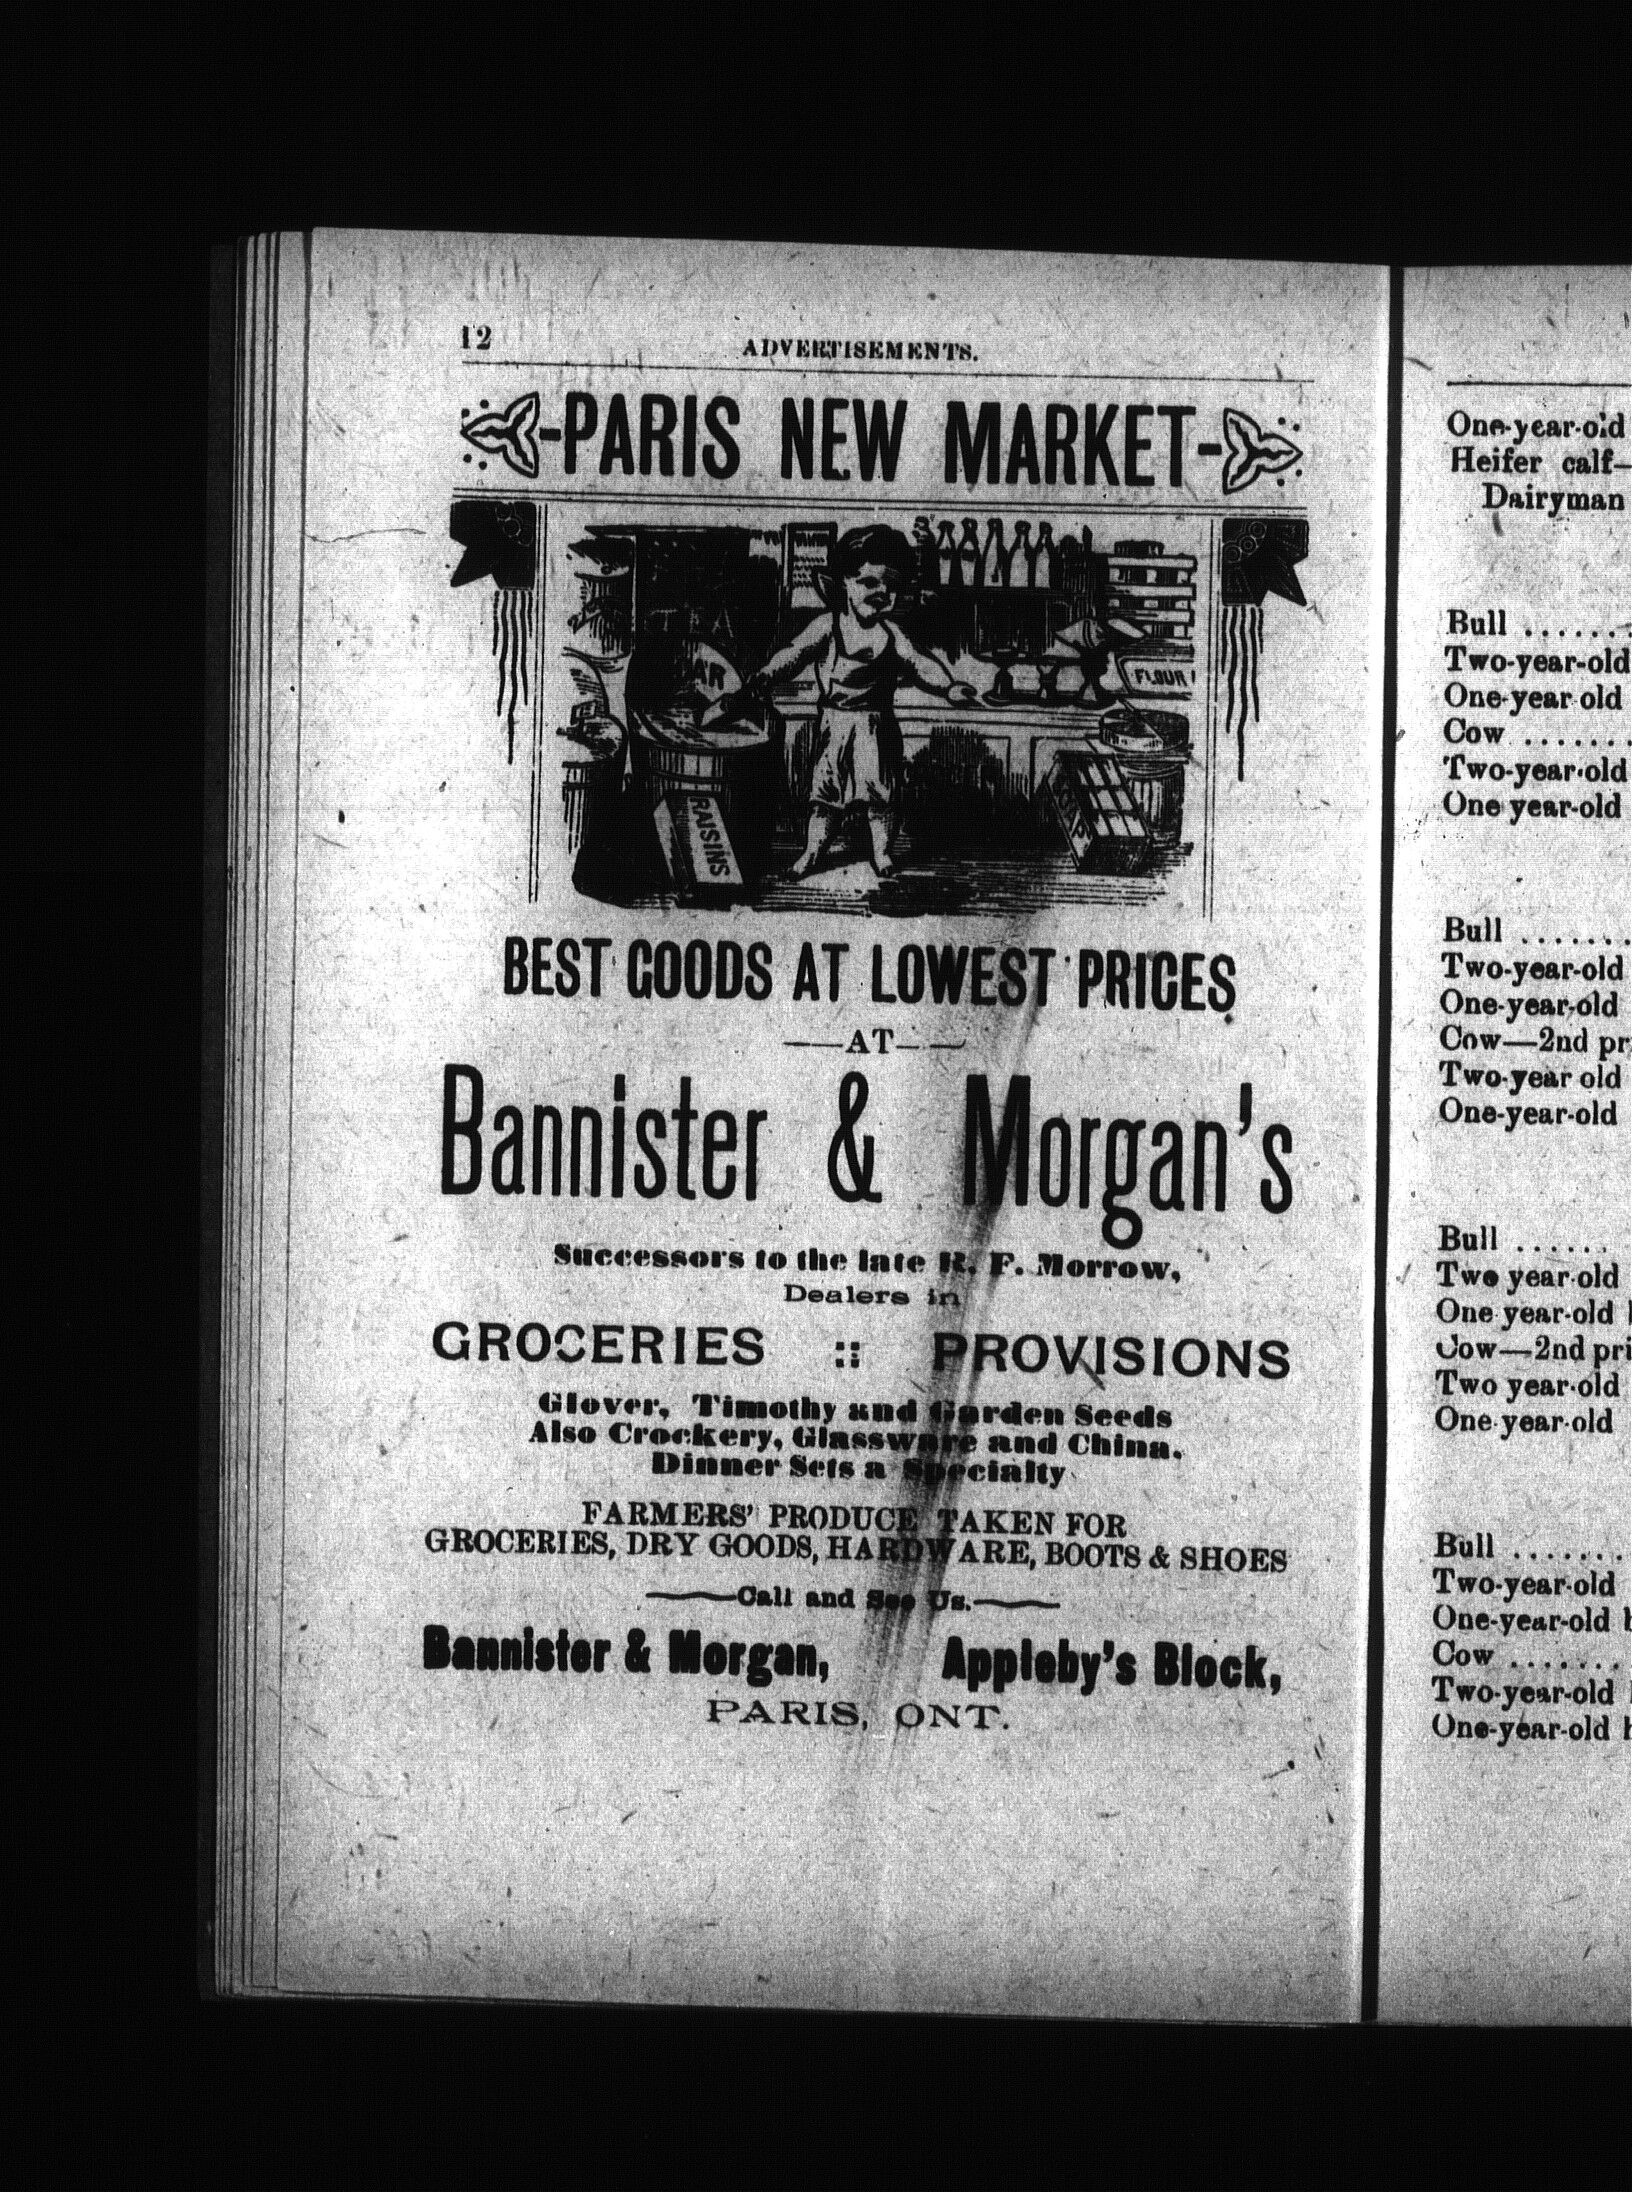 12
ADVERTISEMENTS.
-PARIS NEW MARKET-
TEA
AR
FLOUR
RAISINS
SOAP
BEST GOODS AT LOWEST PRICES
—AT—
Bannister & Morgan's
Successors to the late R. F. Morrow,
Dealers in
GROCERIES :: PROVISIONS
Clover, Timothy and Garden Seeds
Also Crockery, Glassware and China.
Dinner Sets a Specialty
FARMERS' PRODUCE TAKEN FOR
GROCERIES, DRY GOODS, HARDWARE, BOOTS & SHOES
Call and See Us.
Bannister & Morgan, Appleby's Block,
PARIS, ONT.
One-year-old
Heifer calf—
Dairyman
Bull ......
Two-year-old
One-year-old
Cow ......
Two-year-old
One year-old
Bull ......
Two-year-old
One-year-old
Cow—2nd pr
Two-year old
One-year-old
Bull ......
Two year-old
One year-old
Cow—2nd pri
Two year-old
One year-old
Bull ......
Two-year-old
One-year-old
Cow ......
Two-year-old
One-year-old